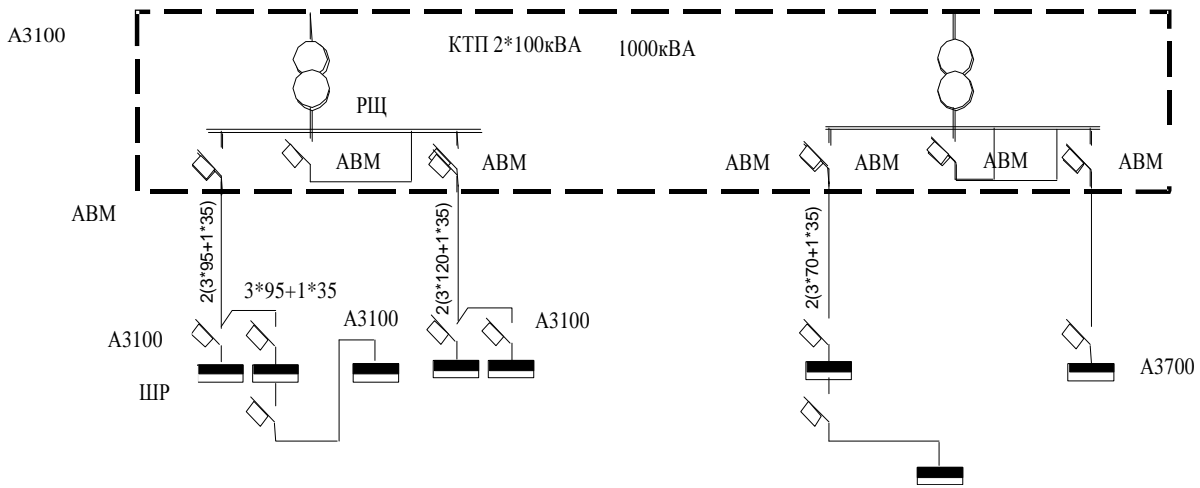 А3100
КТП 2*100кВА
1000кВА
РЩ
АВМ
АВМ
АВМ
АВМ
АВМ
АВМ
АВМ
2(3*95+1*35)
2(3*120+1*35)
2(3*70+1*35)
3*95+1*35
А3100
А3100
А3100
А3700
ШР